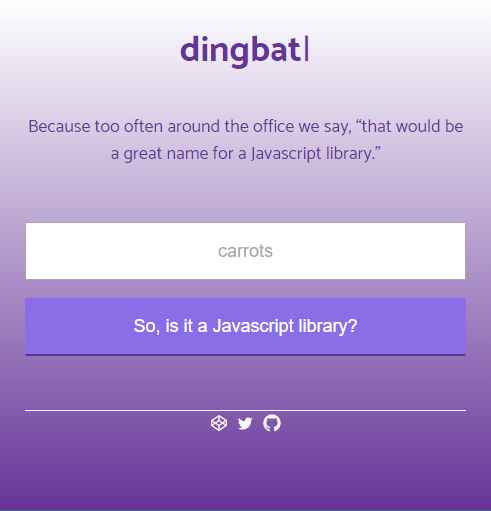 dingbat|
Because too often around the office we say, “that would be
a great name for a Javascript library.”
carrots
So, is it a Javascript library?